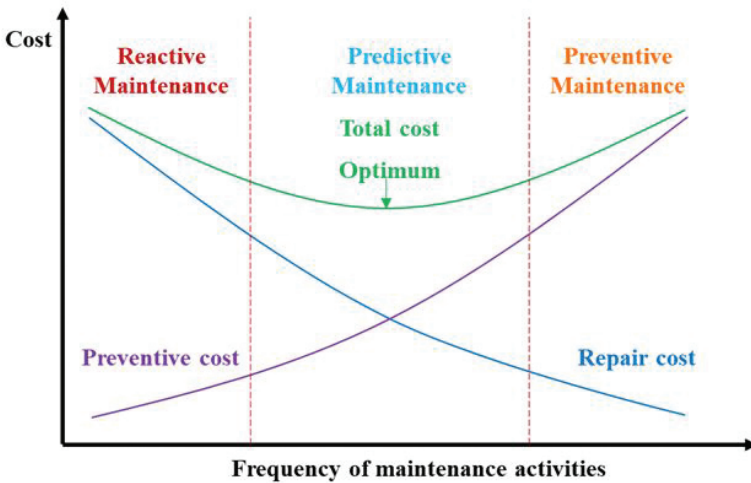 Cost
Reactive
Maintenance
Predictive
Maintenance
Preventive
Maintenance
Total cost
Optimum
Preventive cost
Repair cost
Frequency of maintenance activities